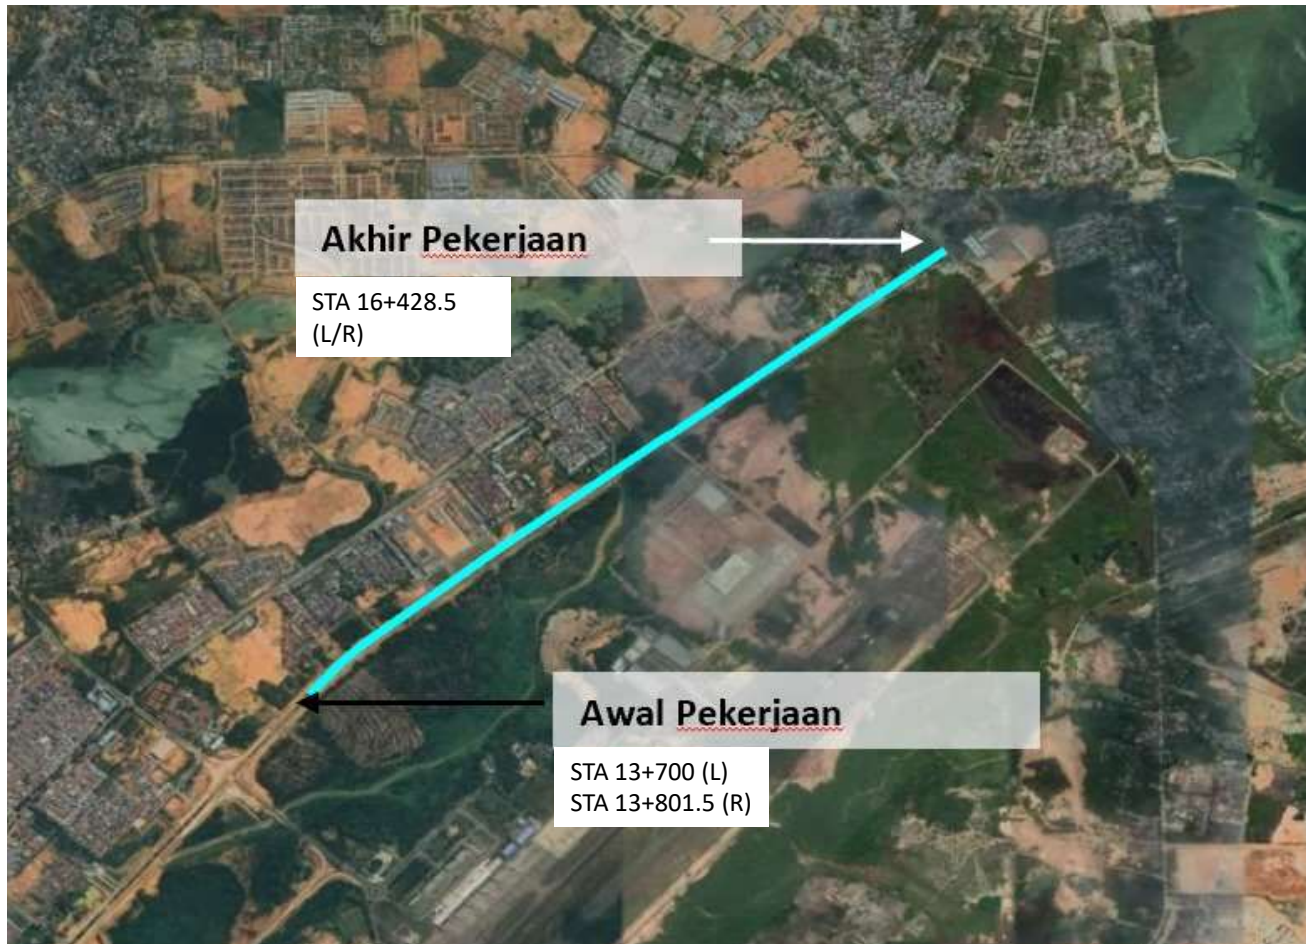 Akhir Pekerjaan
STA 16+428.5
(L/R)
Awal Pekerjaan
STA 13+700 (L)
STA 13+801.5 (R)